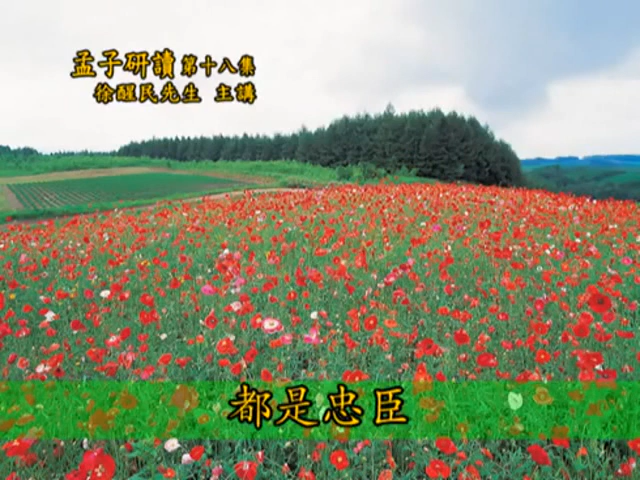 孟子研讀 第十八集
徐醒民先生 主講
都是忠臣